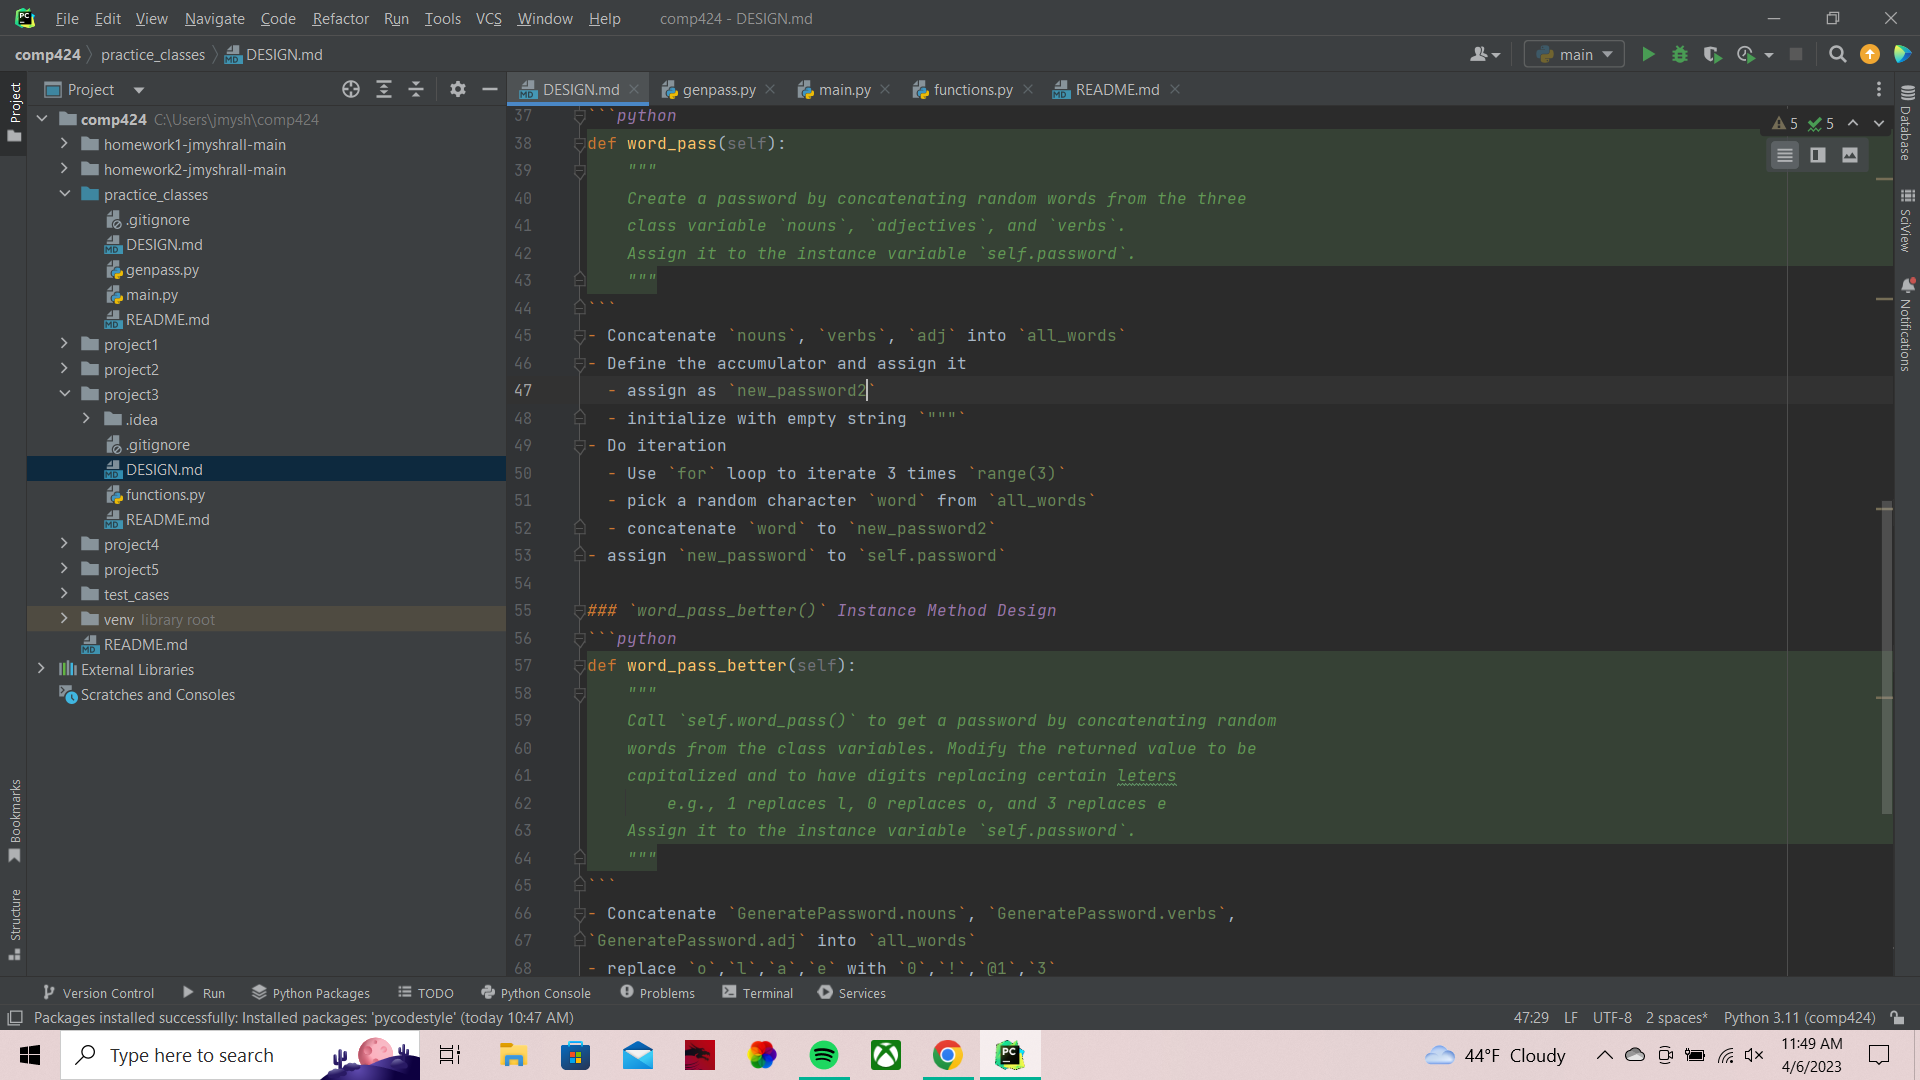 PC
File Edit View Navigate Code Refactor Run Tools VCS Window Help
comp424 - DESIGN.md
comp424 practice_classes DESIGN.md
main
Project
DESIGN.md genpass.py main.py functions.py README.md
Project
Bookmarks
Structure
comp424 C:\Users\jmysh\comp424
homework1-jmyshrall-main
homework2-jmyshrall-main
practice_classes
.gitignore
DESIGN.md
genpass.py
main.py
README.md
project1
project2
project3
.idea
.gitignore
DESIGN.md
functions.py
README.md
project4
project5
test_cases
venv library root
README.md
External Libraries
Scratches and Consoles
5 5
37 ```python
38 def word_pass(self):
39 """
40 Create a password by concatenating random words from the three
41 class variable `nouns`, `adjectives`, and `verbs`.
42 Assign it to the instance variable `self.password`.
43 """
44 ```
45 - Concatenate `nouns`, `verbs`, `adj` into `all_words`
46 - Define the accumulator and assign it
47 - assign as `new_password2`
48 - initialize with empty string `"""`
49 - Do iteration
50 - Use `for` loop to iterate 3 times `range(3)`
51 - pick a random character `word` from `all_words`
52 - concatenate `word` to `new_password2`
53 - assign `new_password` to `self.password`
54
55 ### `word_pass_better()` Instance Method Design
56 ```python
57 def word_pass_better(self):
58 """
59 Call `self.word_pass()` to get a password by concatenating random
60 words from the class variables. Modify the returned value to be
61 capitalized and to have digits replacing certain leters
62 e.g., 1 replaces l, 0 replaces o, and 3 replaces e
63 Assign it to the instance variable `self.password`.
64 """
65 ```
66 - Concatenate `GeneratePassword.nouns`, `GeneratePassword.verbs`,
67 `GeneratePassword.adj` into `all_words`
68 - replace `o`,`l`,`a`,`e` with `0`,`!`,`@1`,`3`
Database
SciView
Notifications
Version Control Run Python Packages TODO Python Console Problems Terminal Services
Packages installed successfully: Installed packages: 'pycodestyle' (today 10:47 AM)
47:29 LF UTF-8 2 spaces* Python 3.11 (comp424)
Type here to search
PC
44°F Cloudy
11:49 AM
4/6/2023